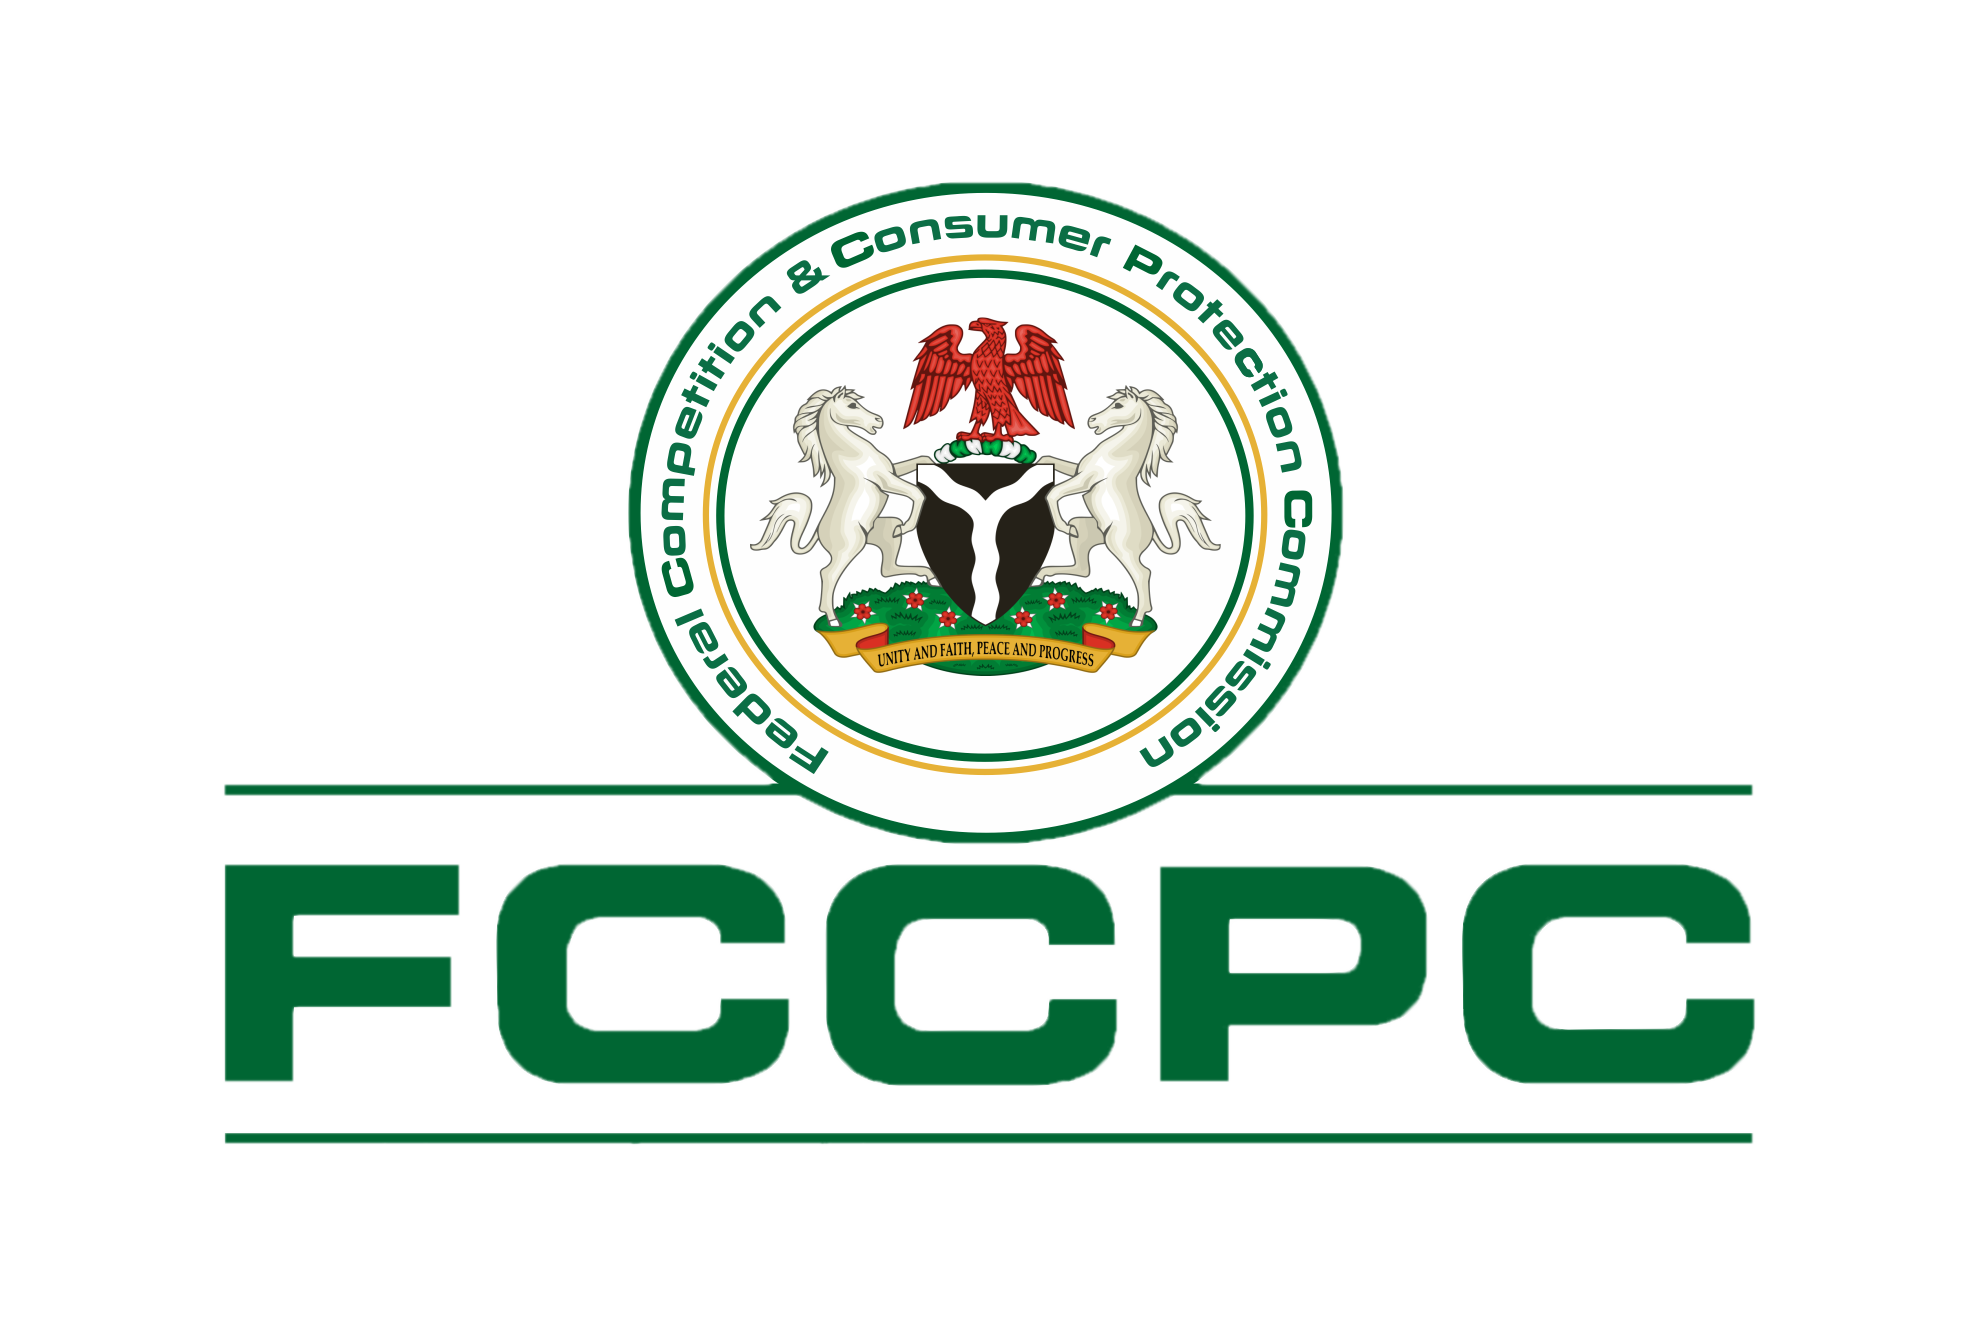 Federal Competition & Consumer Protection Commission
UNITY AND FAITH, PEACE AND PROGRESS
FCCPC